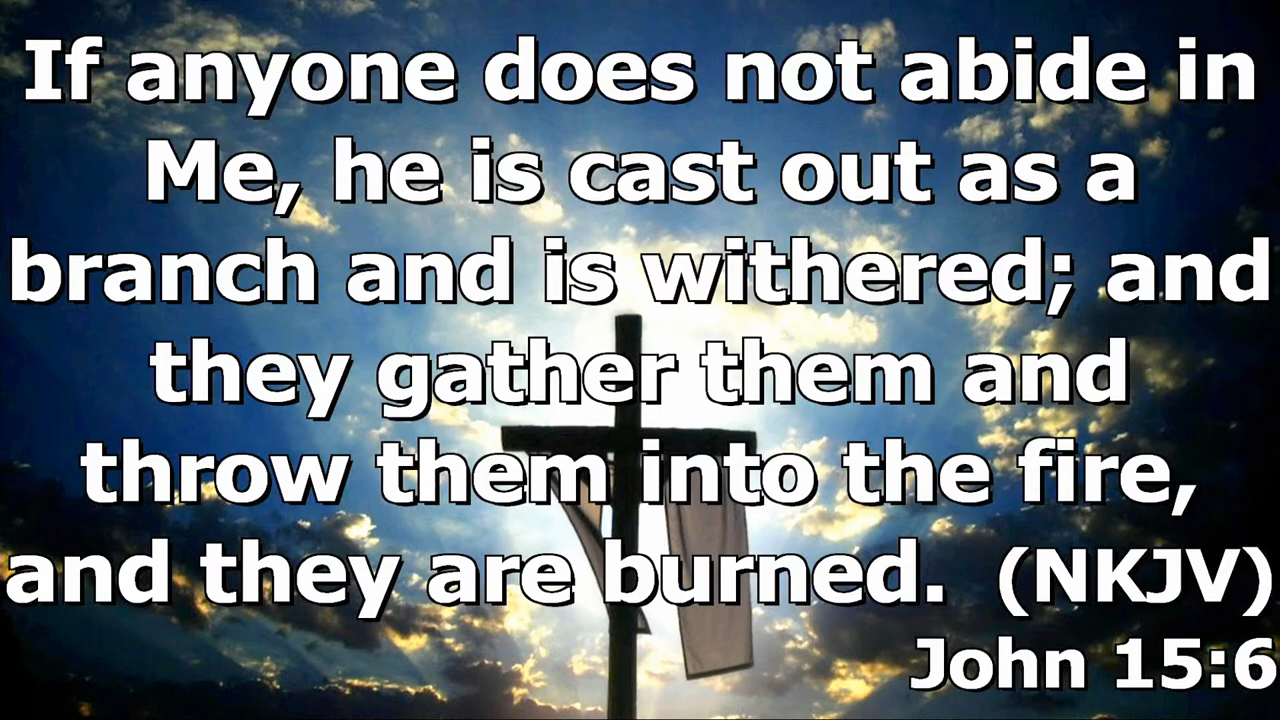 If anyone does not abide in
Me, he is cast out as a
branch and is withered; and
they gather them and
throw them into the fire,
and they are burned. (NKJV)
John 15:6